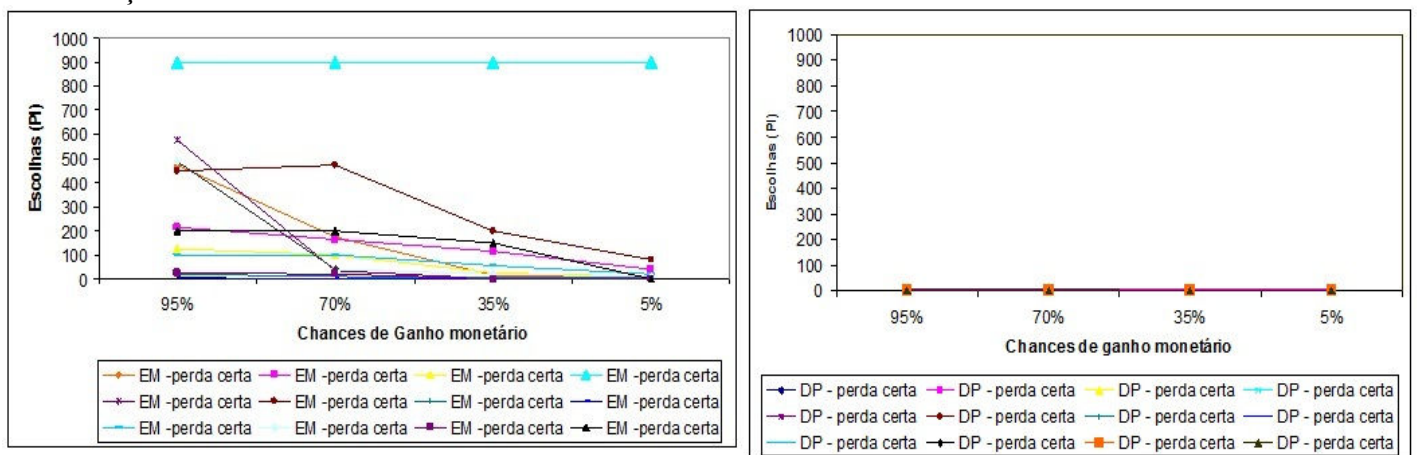 1000
900
800
700
600
500
400
300
200
100
0
Escolhas (PI)
95% 70% 35% 5%
Chances de Ganho monetário
EM -perda certa EM -perda certa EM -perda certa EM -perda certa
EM -perda certa EM -perda certa EM -perda certa EM -perda certa
EM -perda certa EM -perda certa EM -perda certa EM -perda certa
1000
900
800
700
600
500
400
300
200
100
0
Escolhas (PI)
95% 70% 35% 5%
Chances de ganho monetário
DP - perda certa DP - perda certa DP - perda certa DP - perda certa
DP - perda certa DP - perda certa DP - perda certa DP - perda certa
DP - perda certa DP - perda certa DP - perda certa DP - perda certa